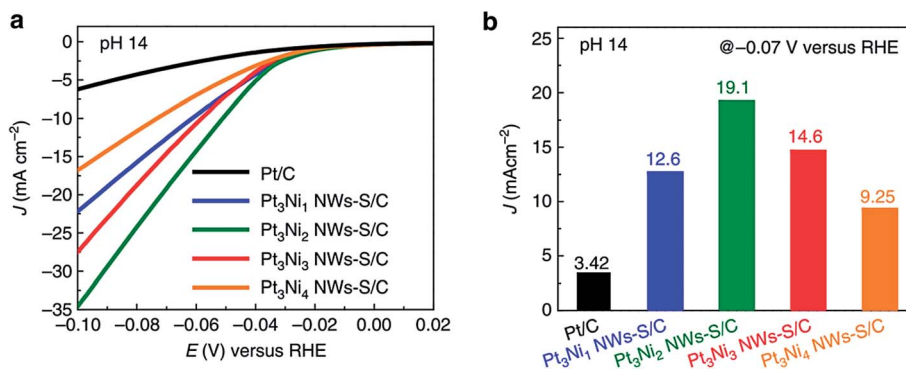 a
pH 14
0
−5
−10
−15
−20
−25
−30
−35
J (mA cm⁻²)
Pt/C
Pt₃Ni₁ NWs-S/C
Pt₃Ni₂ NWs-S/C
Pt₃Ni₃ NWs-S/C
Pt₃Ni₄ NWs-S/C
−0.10 −0.08 −0.06 −0.04 −0.02 0.00 0.02
E (V) versus RHE
b
pH 14 @−0.07 V versus RHE
25
20
15
10
5
0
J (mAcm⁻²)
3.42
12.6
19.1
14.6
9.25
Pt/C
Pt₃Ni₁ NWs-S/C
Pt₃Ni₂ NWs-S/C
Pt₃Ni₃ NWs-S/C
Pt₃Ni₄ NWs-S/C